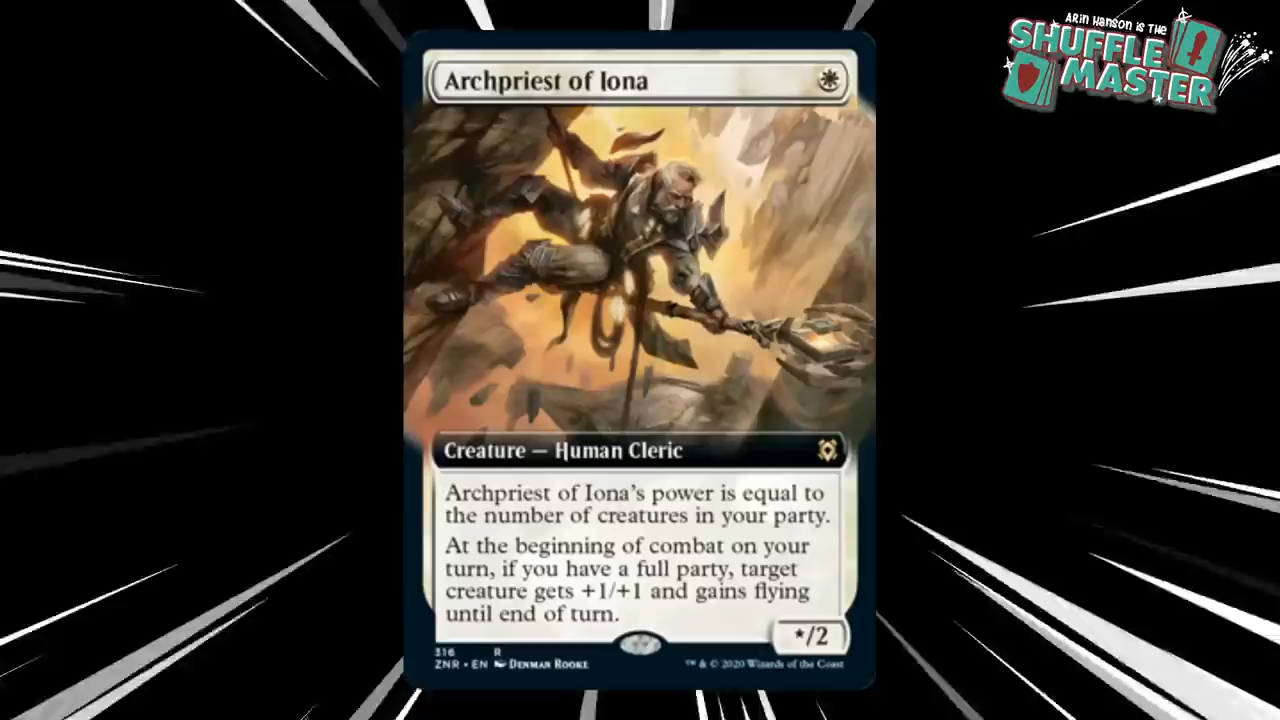 ARIN HANSON IS THE
SHUFFLE
MASTER
Archpriest of Iona
Creature — Human Cleric
Archpriest of Iona's power is equal to
the number of creatures in your party.
At the beginning of combat on your
turn, if you have a full party, target
creature gets +1/+1 and gains flying
until end of turn.
*/2
316 R
ZNR • EN DENMAN ROOKE
™ & © 2020 Wizards of the Coast